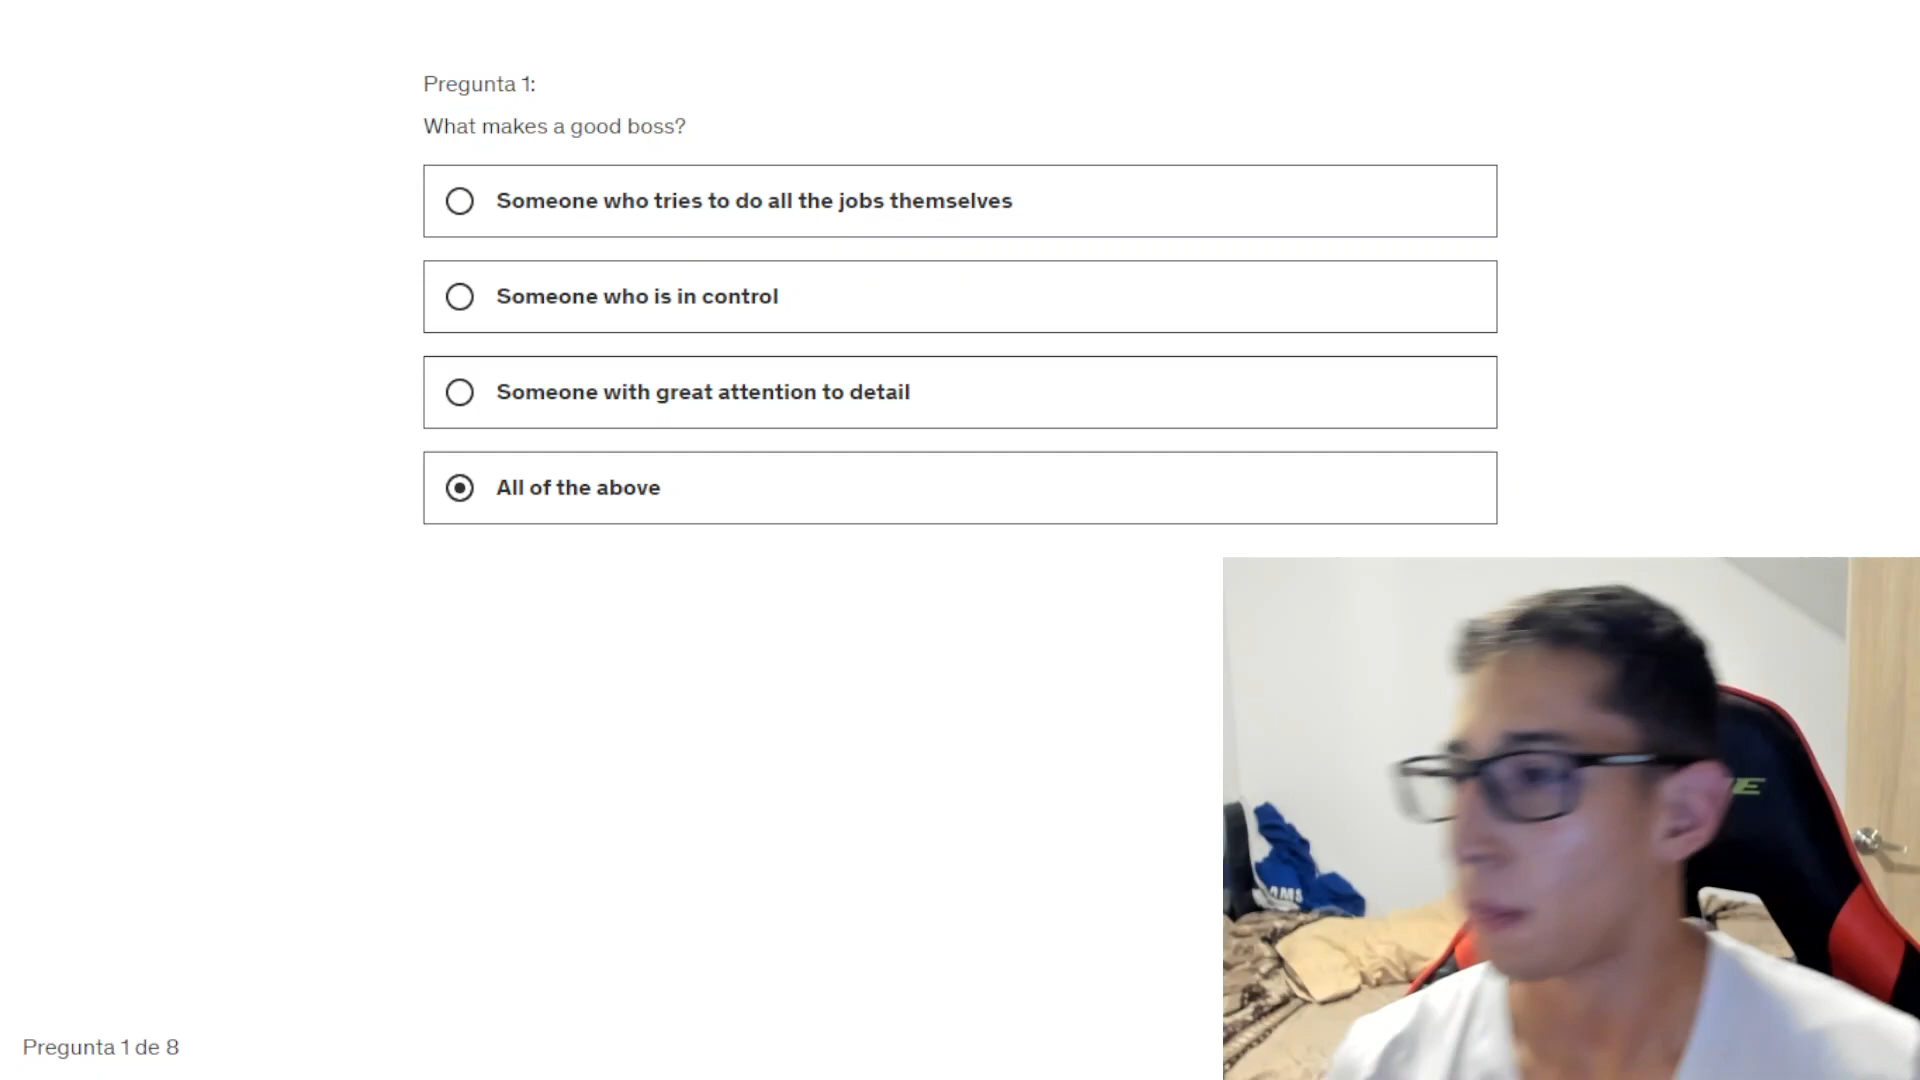 Pregunta 1:
What makes a good boss?
Someone who tries to do all the jobs themselves
Someone who is in control
Someone with great attention to detail
All of the above
Pregunta 1 de 8